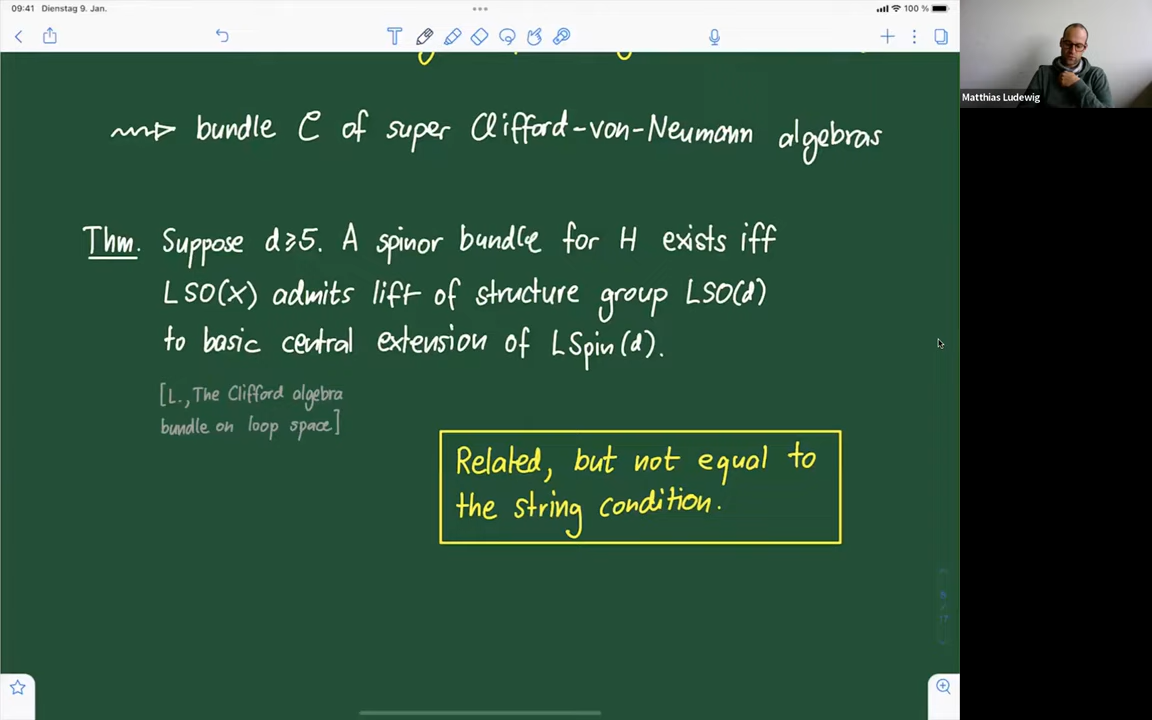 09:41 Dienstag 9. Jan.
100 %
Matthias Ludewig
bundle C of super Clifford-von-Neumann algebras
Thm. Suppose d≥5. A spinor bundle for H exists iff
LSO(X) admits lift of structure group LSO(d)
to basic central extension of LSpin(d).
[L., The Clifford algebra
bundle on loop space]
Related, but not equal to
the string condition.